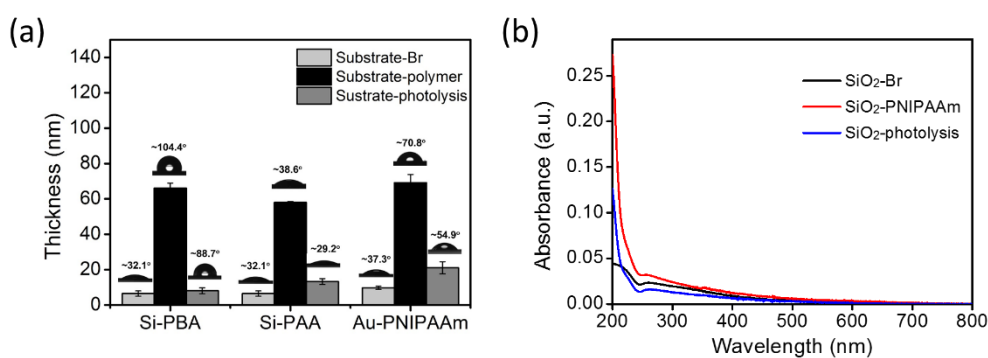 (a)
Thickness (nm)
140
120
100
80
60
40
20
0
Substrate-Br
Substrate-polymer
Sustrate-photolysis
~104.4°
~32.1°
~88.7°
~38.6°
~32.1°
~29.2°
~70.8°
~37.3°
~54.9°
Si-PBA
Si-PAA
Au-PNIPAAm
(b)
Absorbance (a.u.)
0.25
0.20
0.15
0.10
0.05
0.00
SiO₂-Br
SiO₂-PNIPAAm
SiO₂-photolysis
200 300 400 500 600 700 800
Wavelength (nm)